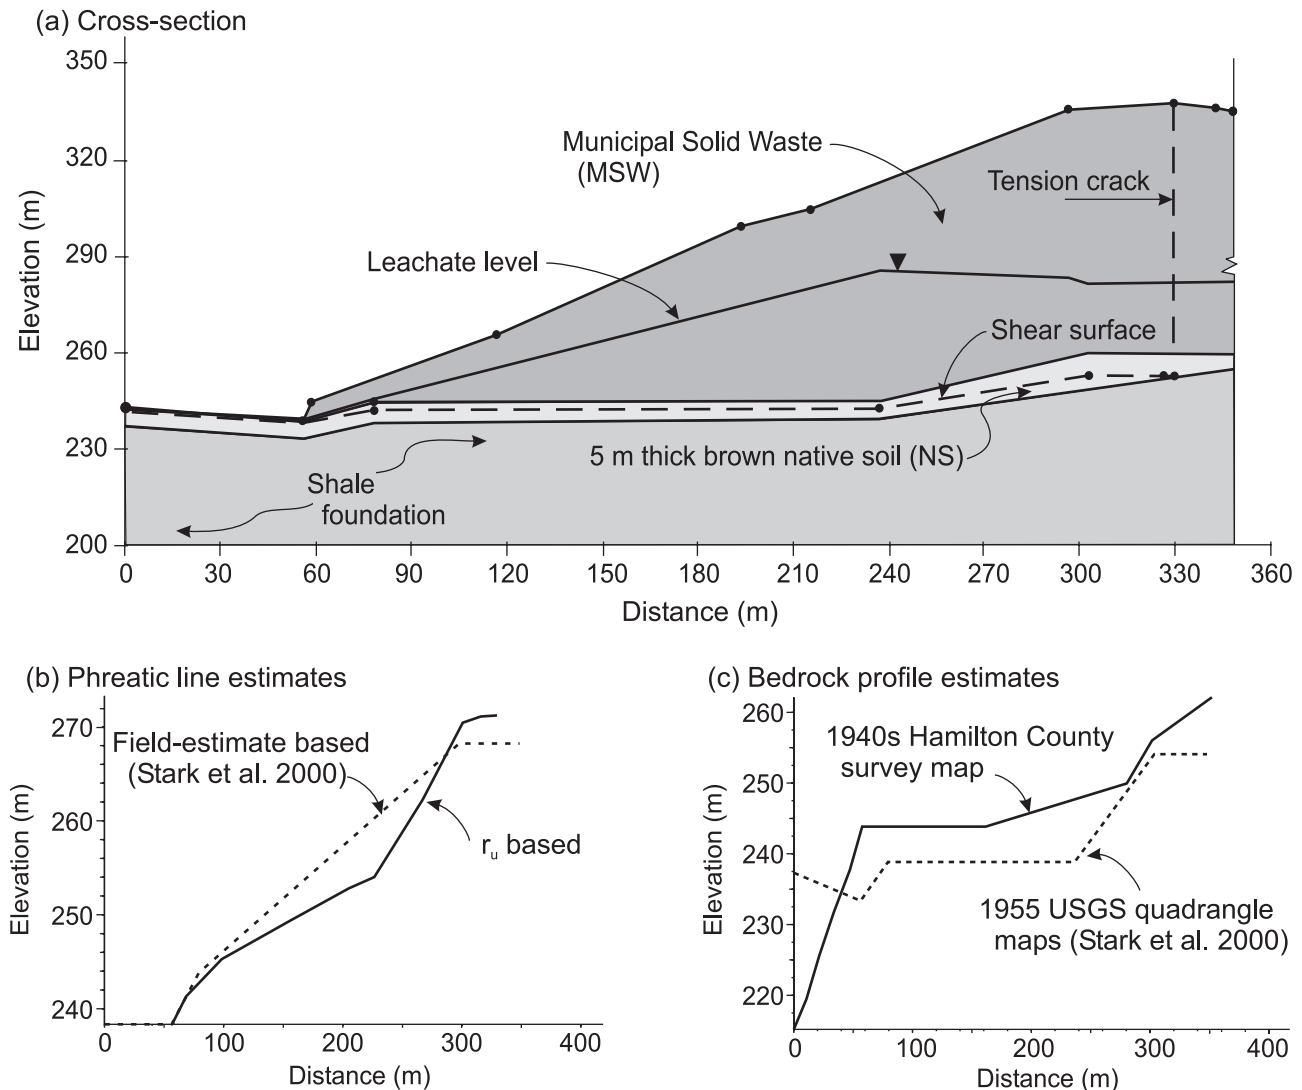 (a) Cross-section
350
320
290
260
230
200
Elevation (m)
Municipal Solid Waste
(MSW)
Tension crack
Leachate level
Shear surface
5 m thick brown native soil (NS)
Shale
foundation
0 30 60 90 120 150 180 210 240 270 300 330 360
Distance (m)
(b) Phreatic line estimates
270
260
250
240
Elevation (m)
Field-estimate based
(Stark et al. 2000)
rᵤ based
0 100 200 300 400
Distance (m)
(c) Bedrock profile estimates
260
250
240
230
220
Elevation (m)
1940s Hamilton County
survey map
1955 USGS quadrangle
maps (Stark et al. 2000)
0 100 200 300 400
Distance (m)